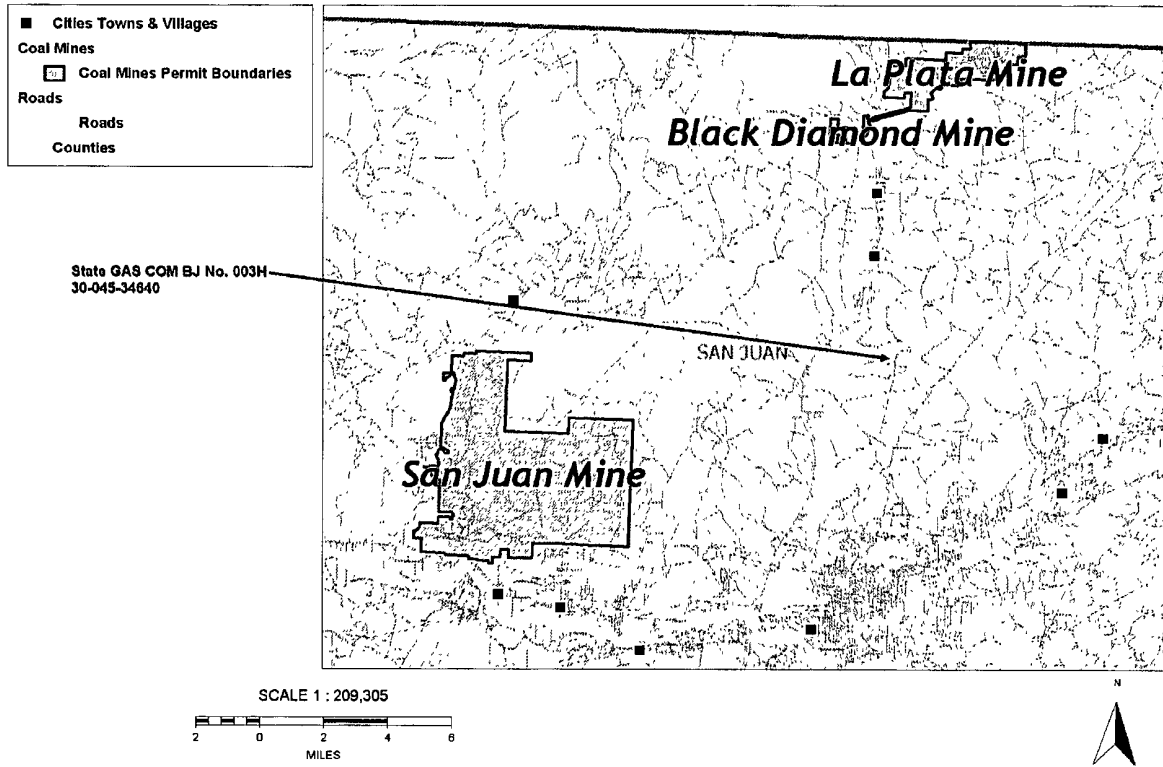 Cities Towns & Villages
Coal Mines
Coal Mines Permit Boundaries
Roads
Roads
Counties
La Plata Mine
Black Diamond Mine
State GAS COM BJ No. 003H
30-045-34640
SAN JUAN
San Juan Mine
SCALE 1 : 209,305
2 0 2 4 6
MILES
N